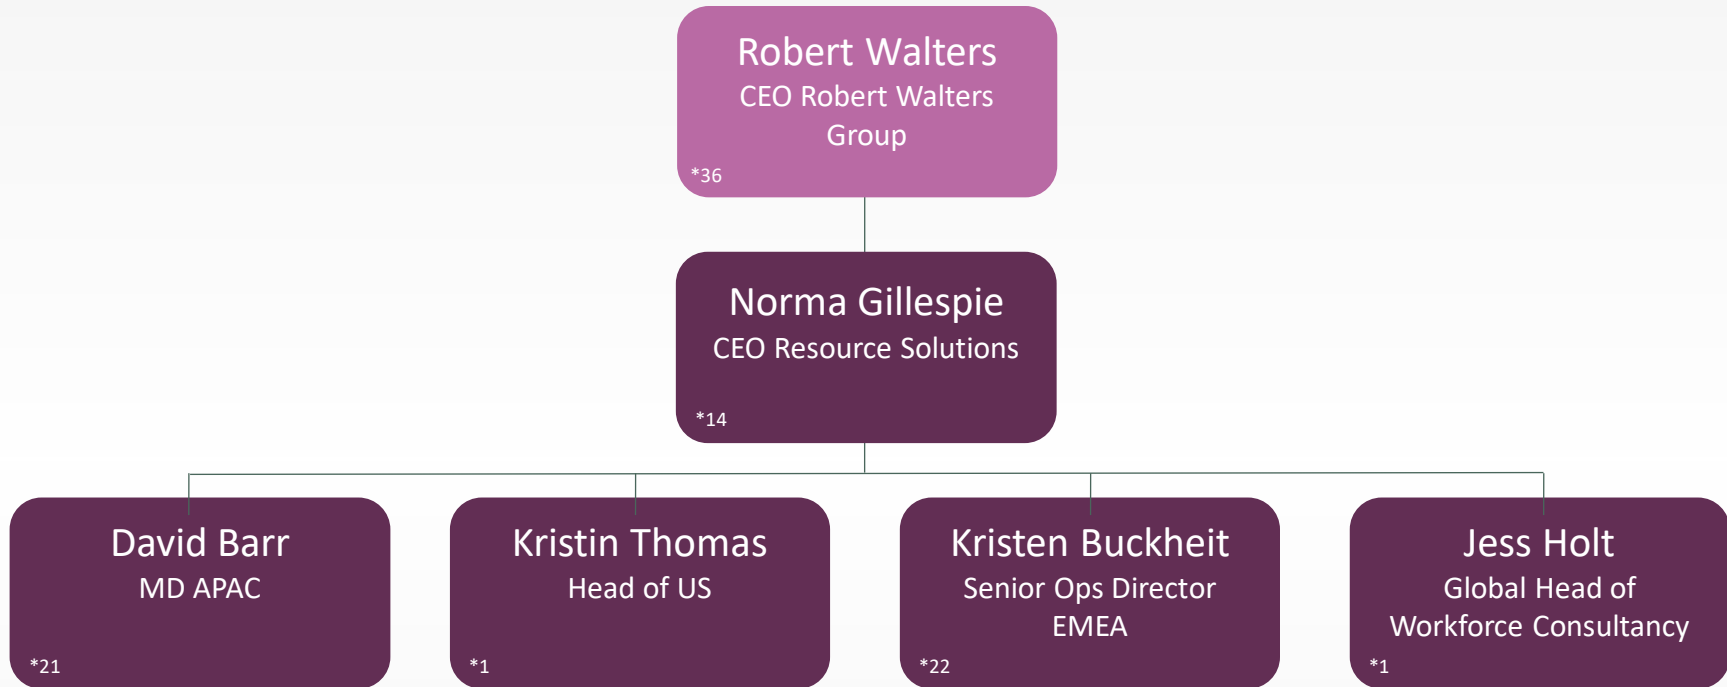 Robert Walters
CEO Robert Walters
Group
*36
Norma Gillespie
CEO Resource Solutions
*14
David Barr
MD APAC
*21
Kristin Thomas
Head of US
*1
Kristen Buckheit
Senior Ops Director
EMEA
*22
Jess Holt
Global Head of
Workforce Consultancy
*1